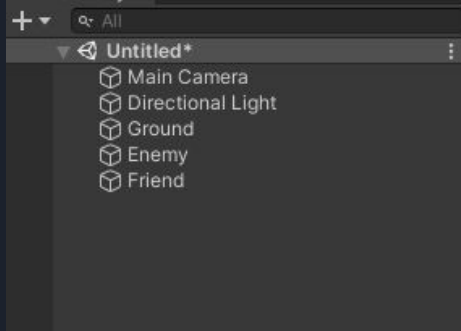 All
Untitled*
Main Camera
Directional Light
Ground
Enemy
Friend